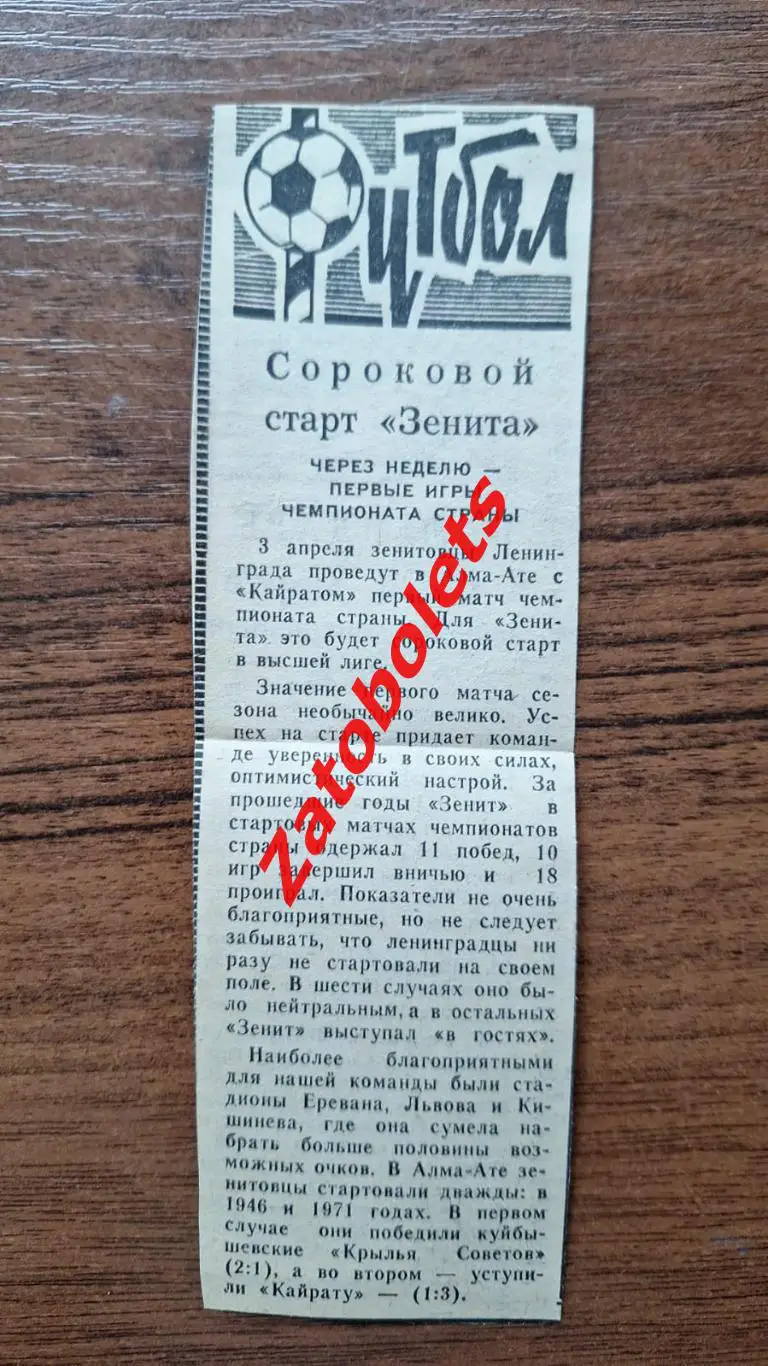 Футбол
Сороковой
старт «Зенита»
ЧЕРЕЗ НЕДЕЛЮ —
ПЕРВЫЕ ИГРЫ
ЧЕМПИОНАТА СТРАНЫ
3 апреля зенитовцы Ленин-
града проведут в Алма-Ате с
«Кайратом» первый матч чем-
пионата страны. Для «Зени-
та» это будет сороковой старт
в высшей лиге.
Значение первого матча се-
зона необычайно велико. Ус-
пех на старте придает коман-
де уверенность в своих силах,
оптимистический настрой. За
прошедшие годы «Зенит» в
стартовых матчах чемпионатов
страны одержал 11 побед, 10
игр завершил вничью и 18
проиграл. Показатели не очень
благоприятные, но не следует
забывать, что ленинградцы ни
разу не стартовали на своем
поле. В шести случаях оно бы-
ло нейтральным, а в остальных
«Зенит» выступал «в гостях».
Наиболее благоприятными
для нашей команды были ста-
дионы Еревана, Львова и Ки-
шинева, где она сумела на-
брать больше половины воз-
можных очков. В Алма-Ате зе-
нитовцы стартовали дважды: в
1946 и 1971 годах. В первом
случае они победили куйбы-
шевские «Крылья Советов»
(2:1), а во втором — уступи-
ли «Кайрату» — (1:3).
Zatobolets